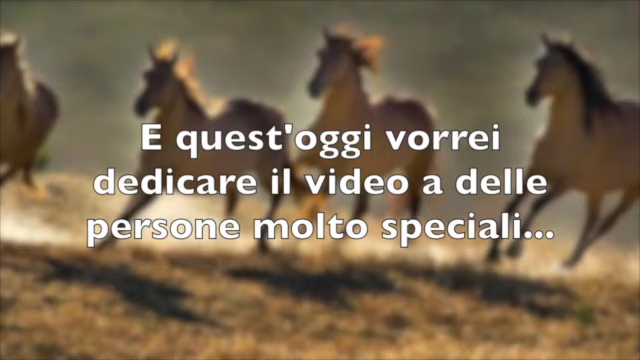 E quest'oggi vorrei
dedicare il video a delle
persone molto speciali...